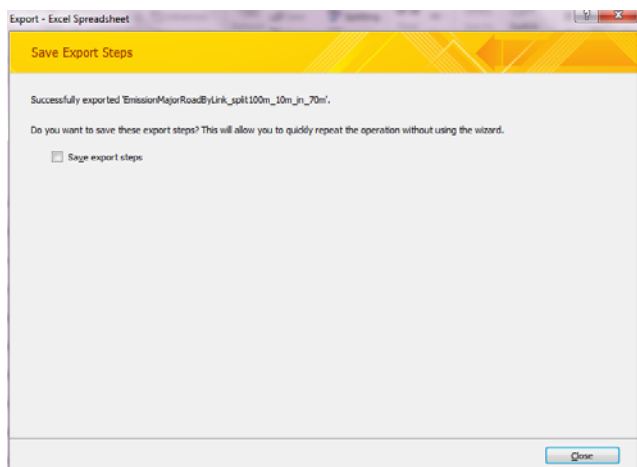 Export - Excel Spreadsheet
Save Export Steps
Successfully exported 'EmissionMajorRoadByLink_split100m_10m_in_70m'.
Do you want to save these export steps? This will allow you to quickly repeat the operation without using the wizard.
Save export steps
Close